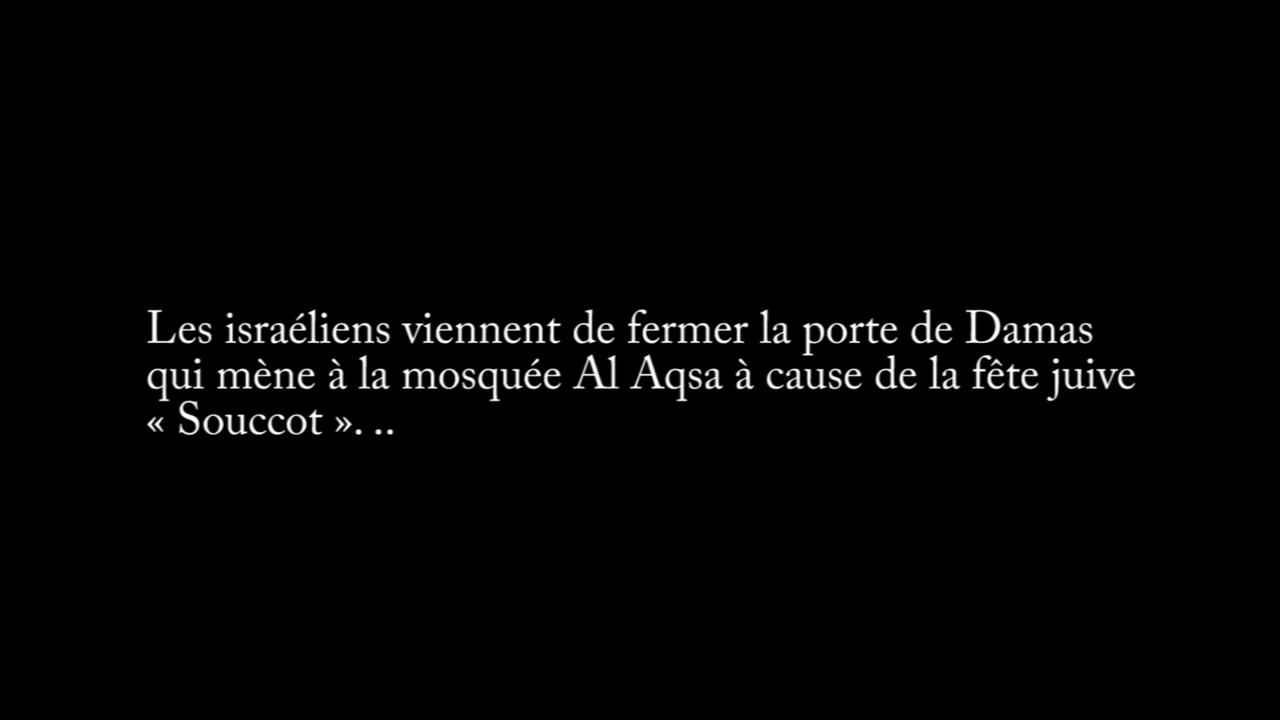 Les israéliens viennent de fermer la porte de Damas
qui mène à la mosquée Al Aqsa à cause de la fête juive
« Souccot ». ..